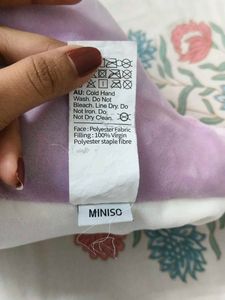 AU: Cold Hand
Wash. Do Not
Bleach. Line Dry. Do
Not Iron. Do
Not Dry Clean.
Face : Polyester Fabric
Filling : 100% Virgin
Polyester staple fibre
MINISO